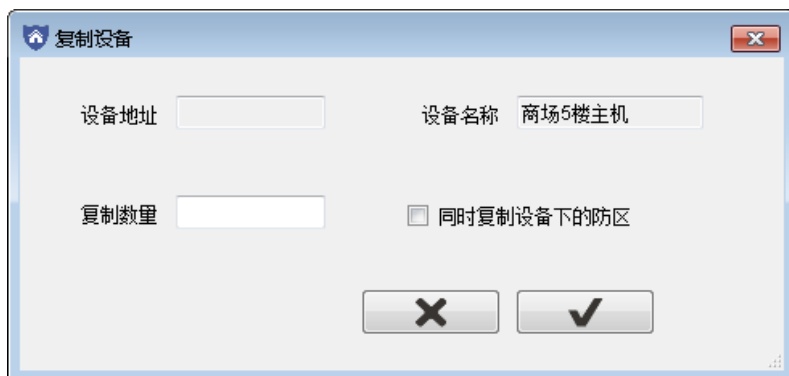 复制设备
设备地址
设备名称 商场5楼主机
复制数量
同时复制设备下的防区